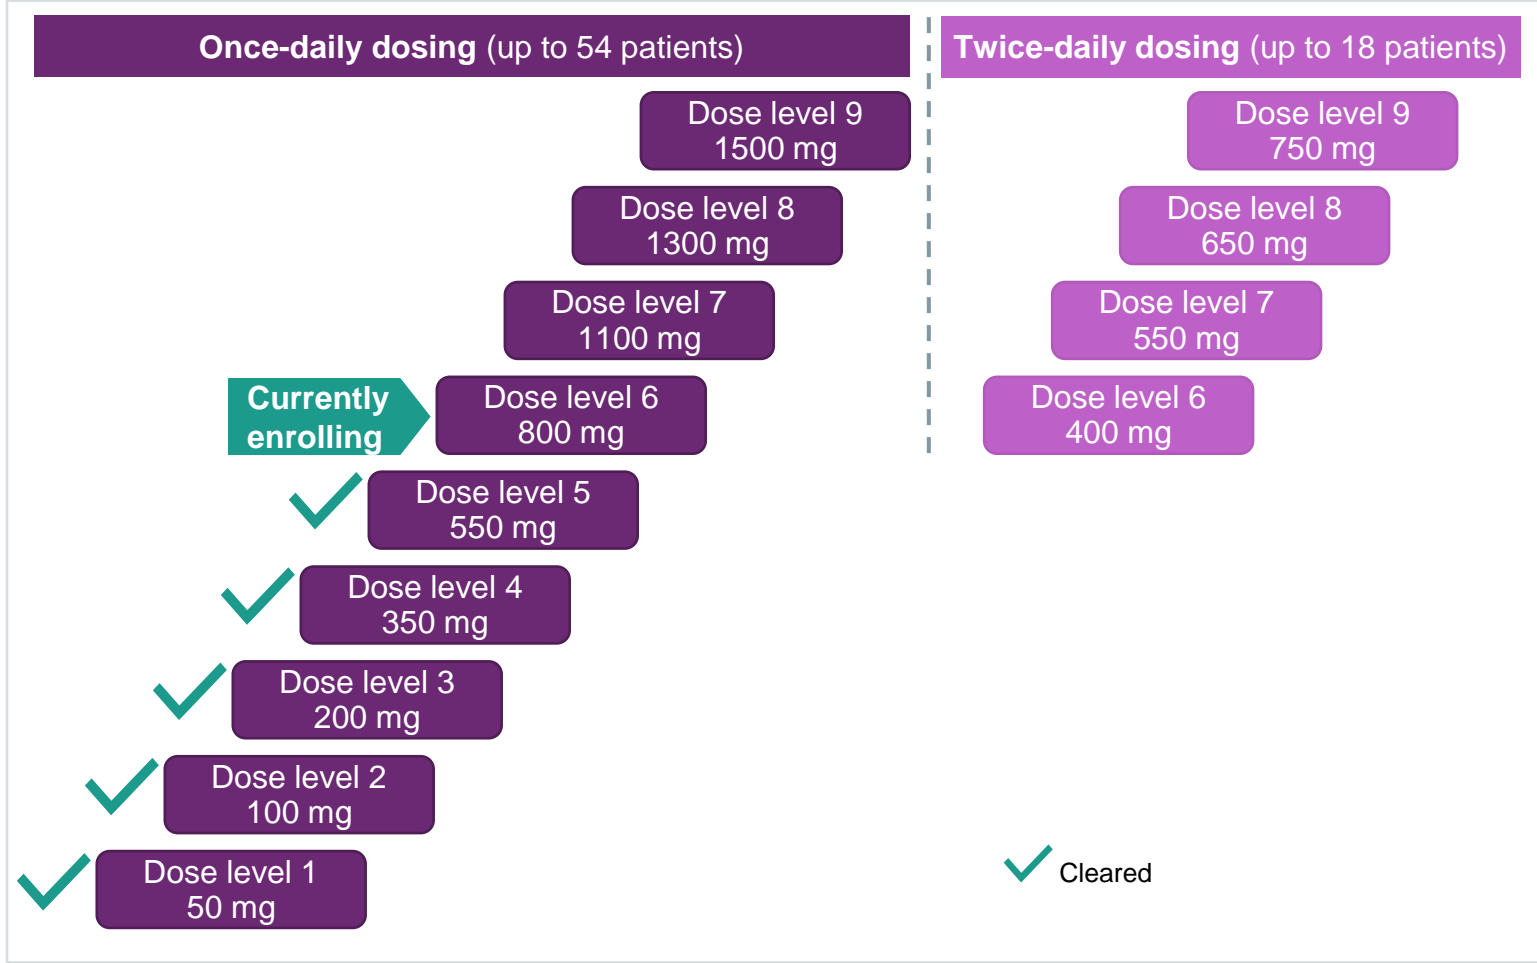 Once-daily dosing (up to 54 patients)
Dose level 9
1500 mg
Dose level 8
1300 mg
Dose level 7
1100 mg
Currently
enrolling
Dose level 6
800 mg
Dose level 5
550 mg
Dose level 4
350 mg
Dose level 3
200 mg
Dose level 2
100 mg
Dose level 1
50 mg
Twice-daily dosing (up to 18 patients)
Dose level 9
750 mg
Dose level 8
650 mg
Dose level 7
550 mg
Dose level 6
400 mg
Cleared